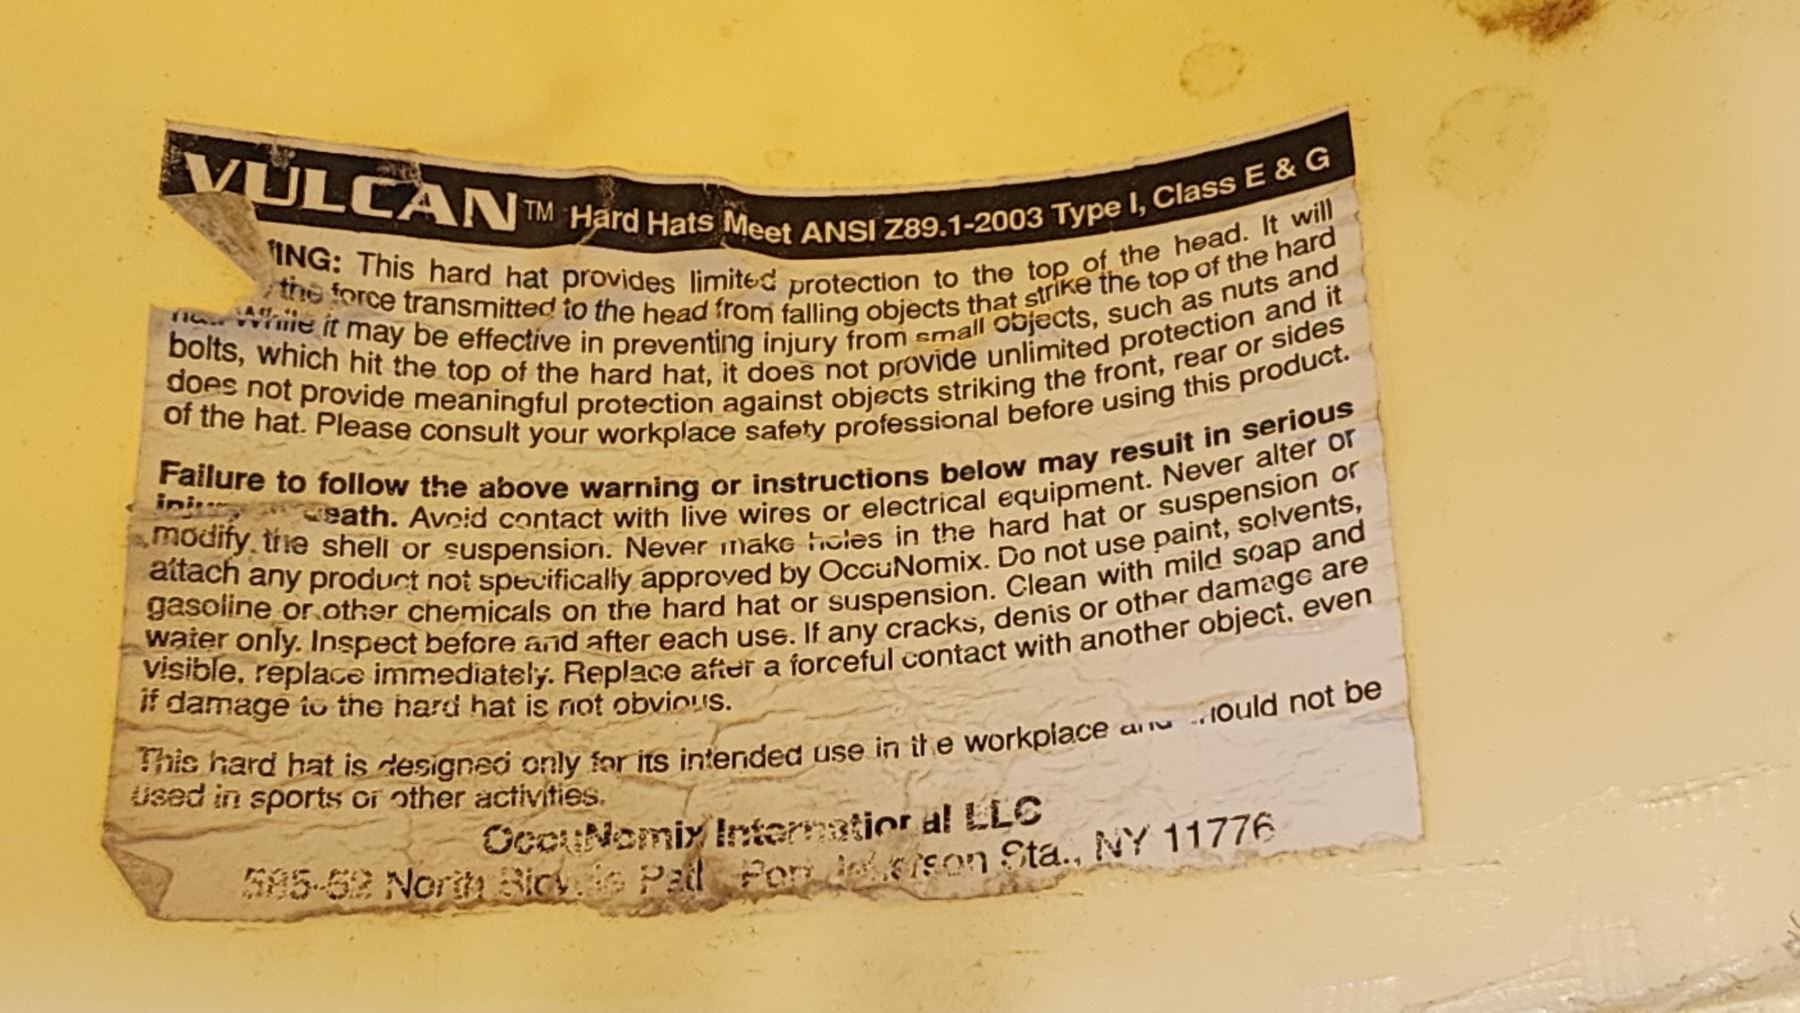 VULCAN™ Hard Hats Meet ANSI Z89.1-2003 Type I, Class E & G
ING: This hard hat provides limited protection to the top of the head. It will
the force transmitted to the head from falling objects that strike the top of the hard
While it may be effective in preventing injury from small objects, such as nuts and
bolts, which hit the top of the hard hat, it does not provide unlimited protection and it
does not provide meaningful protection against objects striking the front, rear or sides
of the hat. Please consult your workplace safety professional before using this product.
Failure to follow the above warning or instructions below may result in serious
eath. Avoid contact with live wires or electrical equipment. Never alter or
modify the shell or suspension. Never make holes in the hard hat or suspension or
attach any product not specifically approved by OccuNomix. Do not use paint, solvents,
gasoline or other chemicals on the hard hat or suspension. Clean with mild soap and
water only. Inspect before and after each use. If any cracks, dents or other damage are
visible, replace immediately. Replace after a forceful contact with another object, even
if damage to the hard hat is not obvious.
This hard hat is designed only for its intended use in the workplace and should not be
used in sports or other activities.
OccuNomix International LLC
585-52 North Bicycle Path Port Jefferson Sta., NY 11776